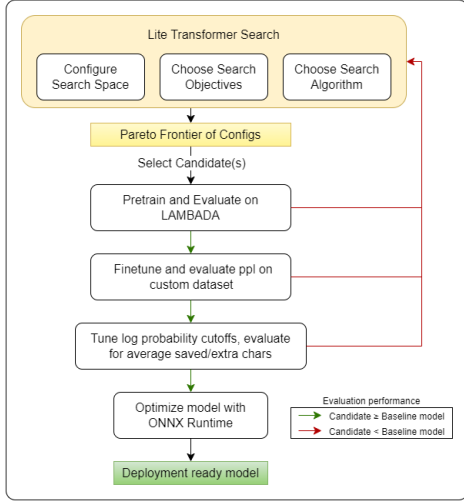 Lite Transformer Search
Configure
Search Space
Choose Search
Objectives
Choose Search
Algorithm
Pareto Frontier of Configs
Select Candidate(s)
Pretrain and Evaluate on
LAMBADA
Finetune and evaluate ppl on
custom dataset
Tune log probability cutoffs, evaluate
for average saved/extra chars
Optimize model with
ONNX Runtime
Deployment ready model
Evaluation performance
Candidate ≥ Baseline model
Candidate < Baseline model